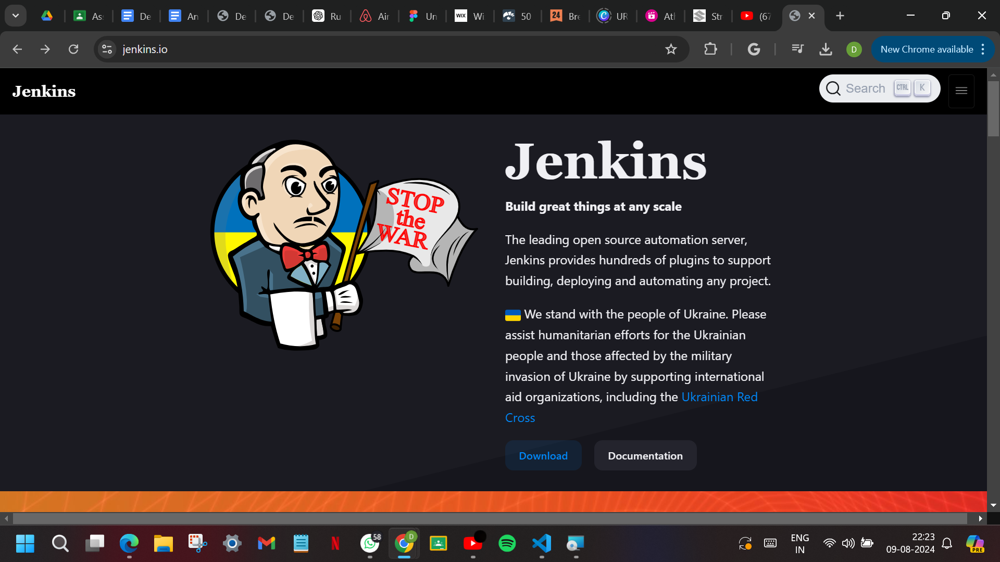 As
De
An
De
De
Ru
Air
Un
WIX
Wi
50
24
Bre
UR
Atl
Str
(67
jenkins.io
D
New Chrome available
Jenkins
Search CTRL K
Jenkins
STOP
the
WAR
Build great things at any scale
The leading open source automation server,
Jenkins provides hundreds of plugins to support
building, deploying and automating any project.
We stand with the people of Ukraine. Please
assist humanitarian efforts for the Ukrainian
people and those affected by the military
invasion of Ukraine by supporting international
aid organizations, including the Ukrainian Red
Cross
Download
Documentation
58
D
ENG
IN
22:23
09-08-2024
PRE